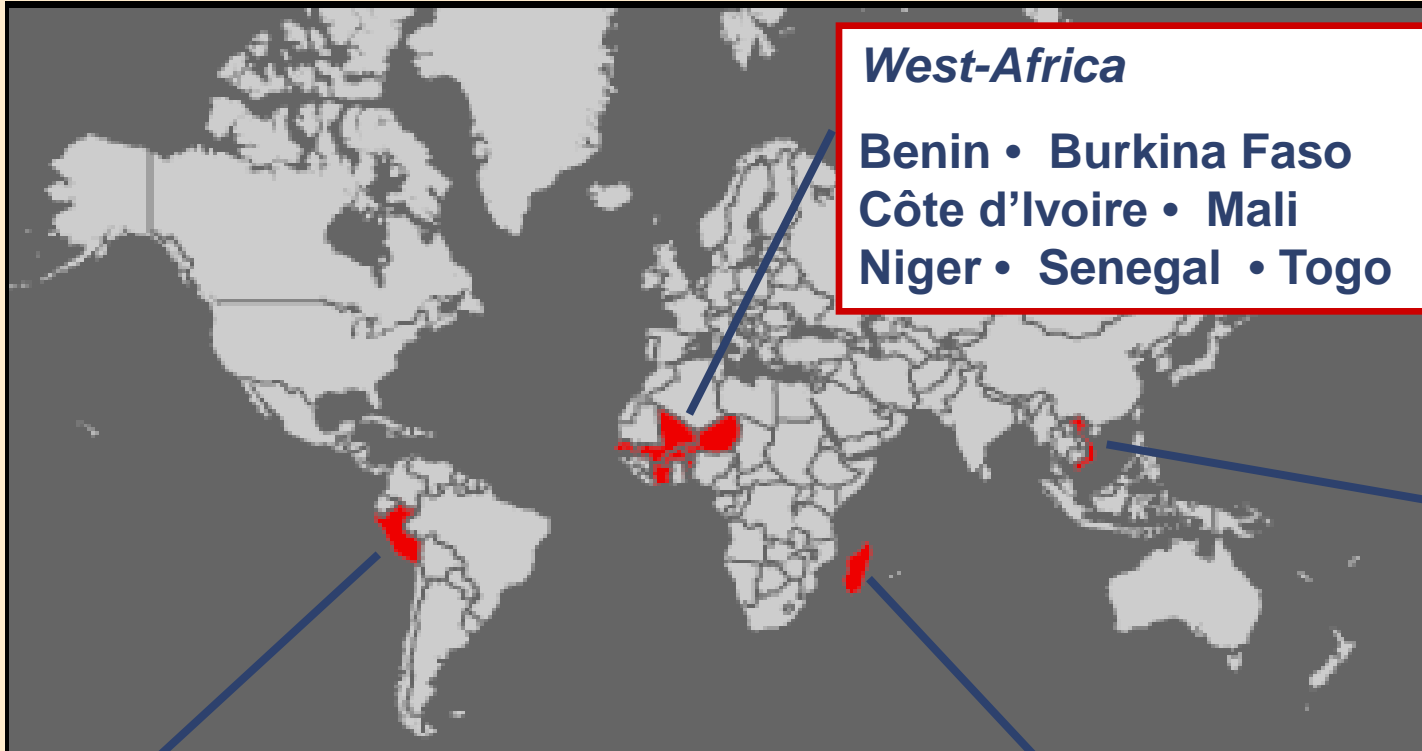 West-Africa
Benin • Burkina Faso
Côte d’Ivoire • Mali
Niger • Senegal • Togo